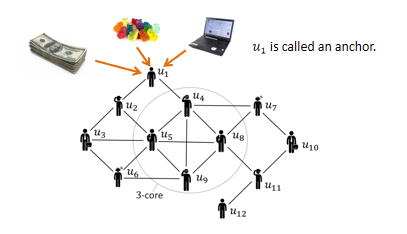 u₁ is called an anchor.
u₁
u₂
u₄
u₇
u₃
u₅
u₈
u₁₀
u₆
u₉
u₁₁
3-core
u₁₂